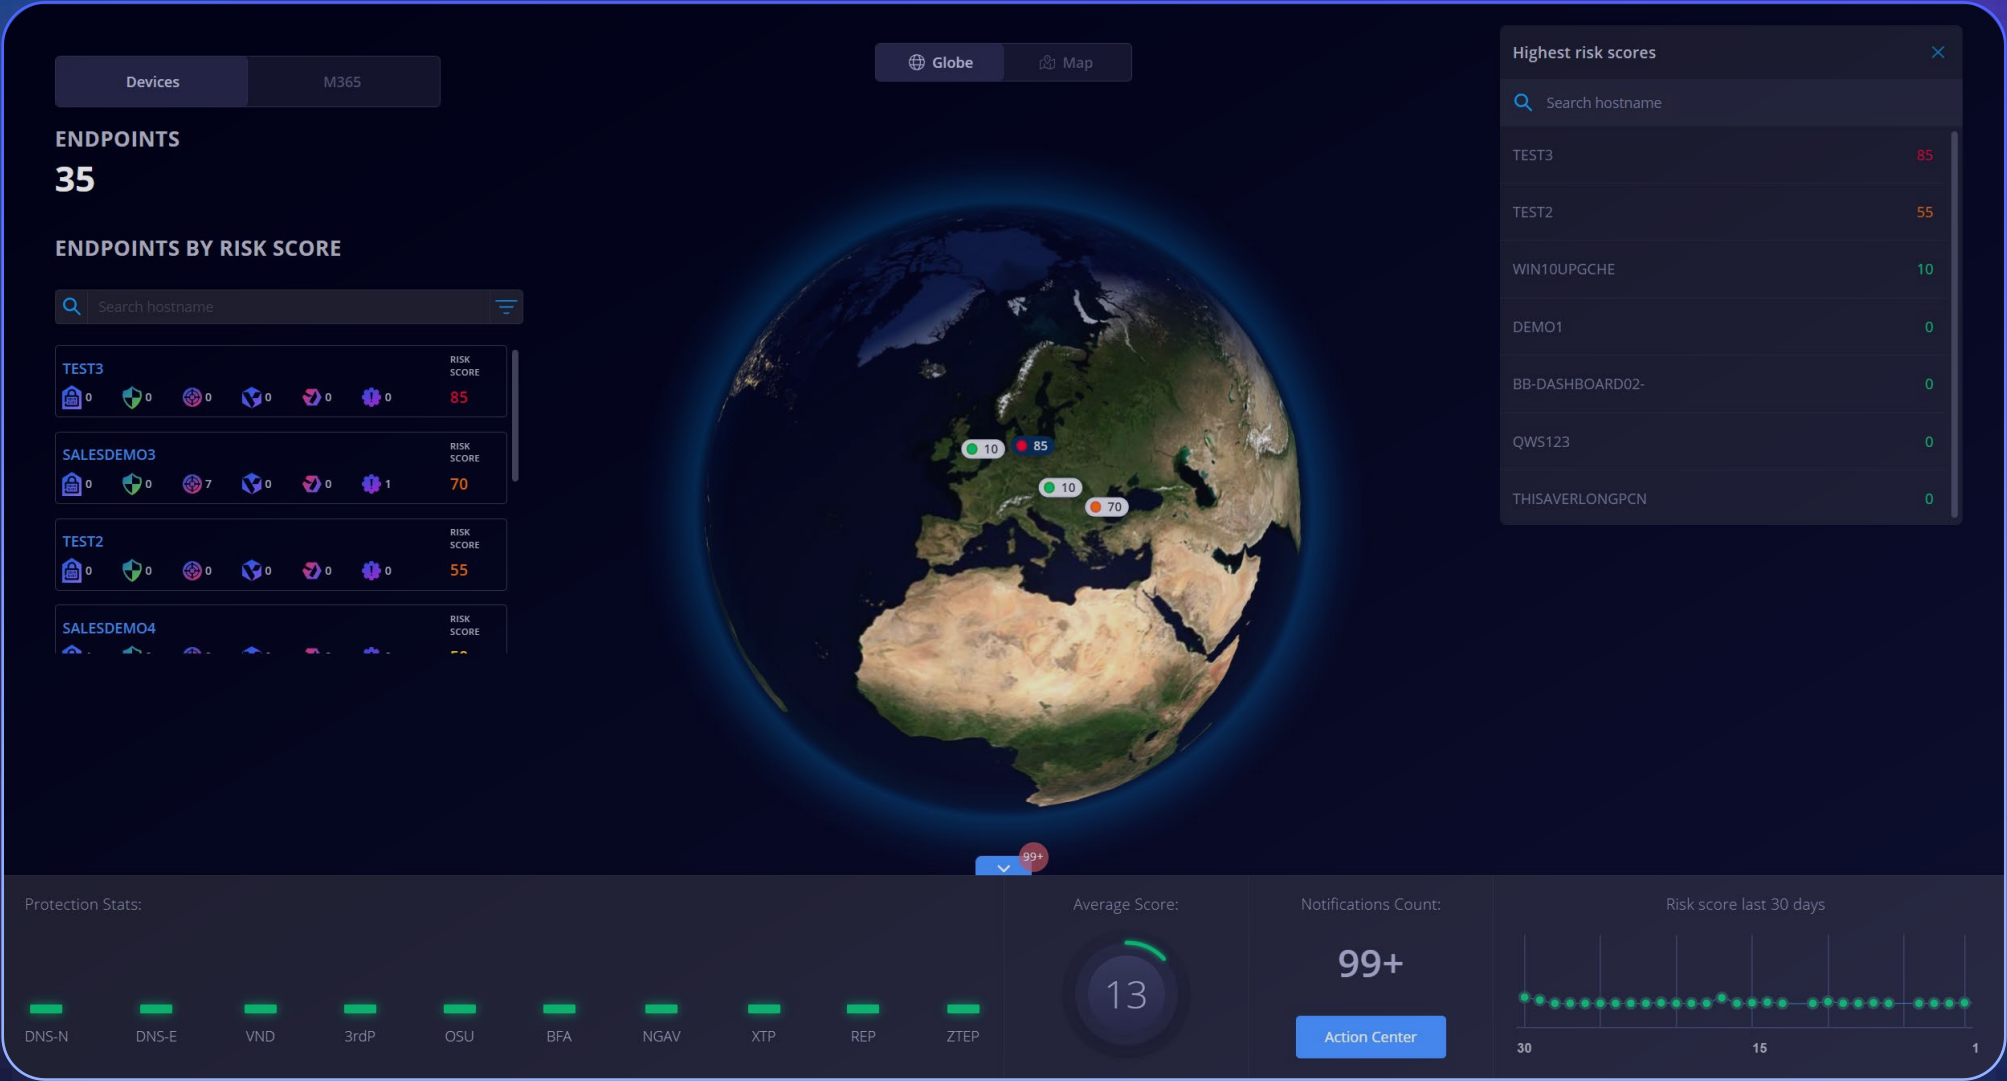 Devices
M365
Globe
Map
ENDPOINTS
35
ENDPOINTS BY RISK SCORE
Search hostname
TEST3
RISK
SCORE
0 0 0 0 0 0
85
SALESDEMO3
RISK
SCORE
0 0 7 0 0 1
70
TEST2
RISK
SCORE
0 0 0 0 0 0
55
SALESDEMO4
RISK
SCORE
10
85
10
70
Highest risk scores
Search hostname
TEST3 85
TEST2 55
WIN10UPGCHE 10
DEMO1 0
BB-DASHBOARD02- 0
QWS123 0
THISAVERLONGPCN 0
99+
Protection Stats:
DNS-N DNS-E VND 3rdP OSU BFA NGAV XTP REP ZTEP
Average Score:
13
Notifications Count:
99+
Action Center
Risk score last 30 days
30 15 1